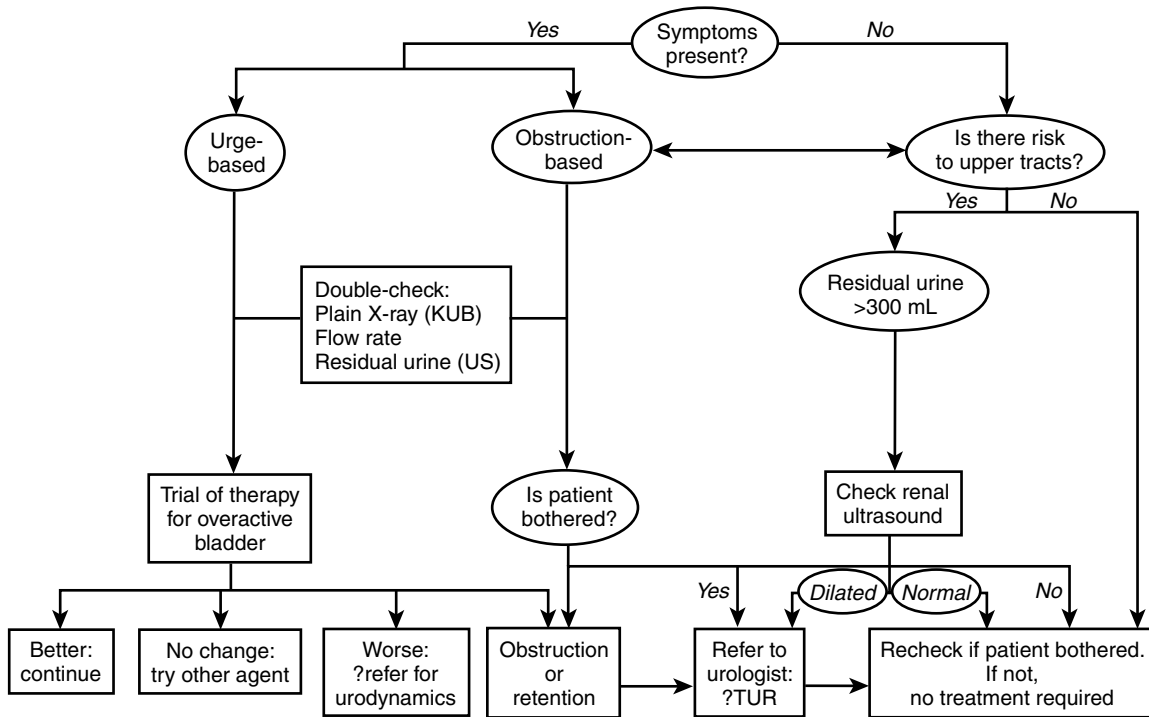 Yes
Symptoms
present?
No
Urge-
based
Obstruction-
based
Is there risk
to upper tracts?
Yes
No
Double-check:
Plain X-ray (KUB)
Flow rate
Residual urine (US)
Residual urine
>300 mL
Trial of therapy
for overactive
bladder
Is patient
bothered?
Check renal
ultrasound
Yes
Dilated
Normal
No
Better:
continue
No change:
try other agent
Worse:
?refer for
urodynamics
Obstruction
or
retention
Refer to
urologist:
?TUR
Recheck if patient bothered.
If not,
no treatment required